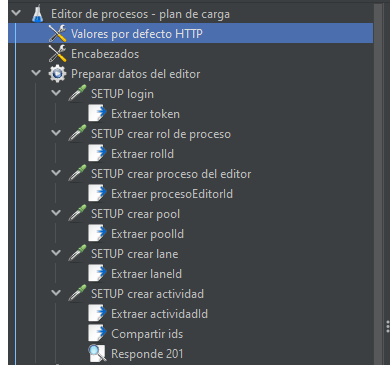 Editor de procesos - plan de carga
Valores por defecto HTTP
Encabezados
Preparar datos del editor
SETUP login
Extraer token
SETUP crear rol de proceso
Extraer rolId
SETUP crear proceso del editor
Extraer procesoEditorId
SETUP crear pool
Extraer poolId
SETUP crear lane
Extraer laneId
SETUP crear actividad
Extraer actividadId
Compartir ids
Responde 201